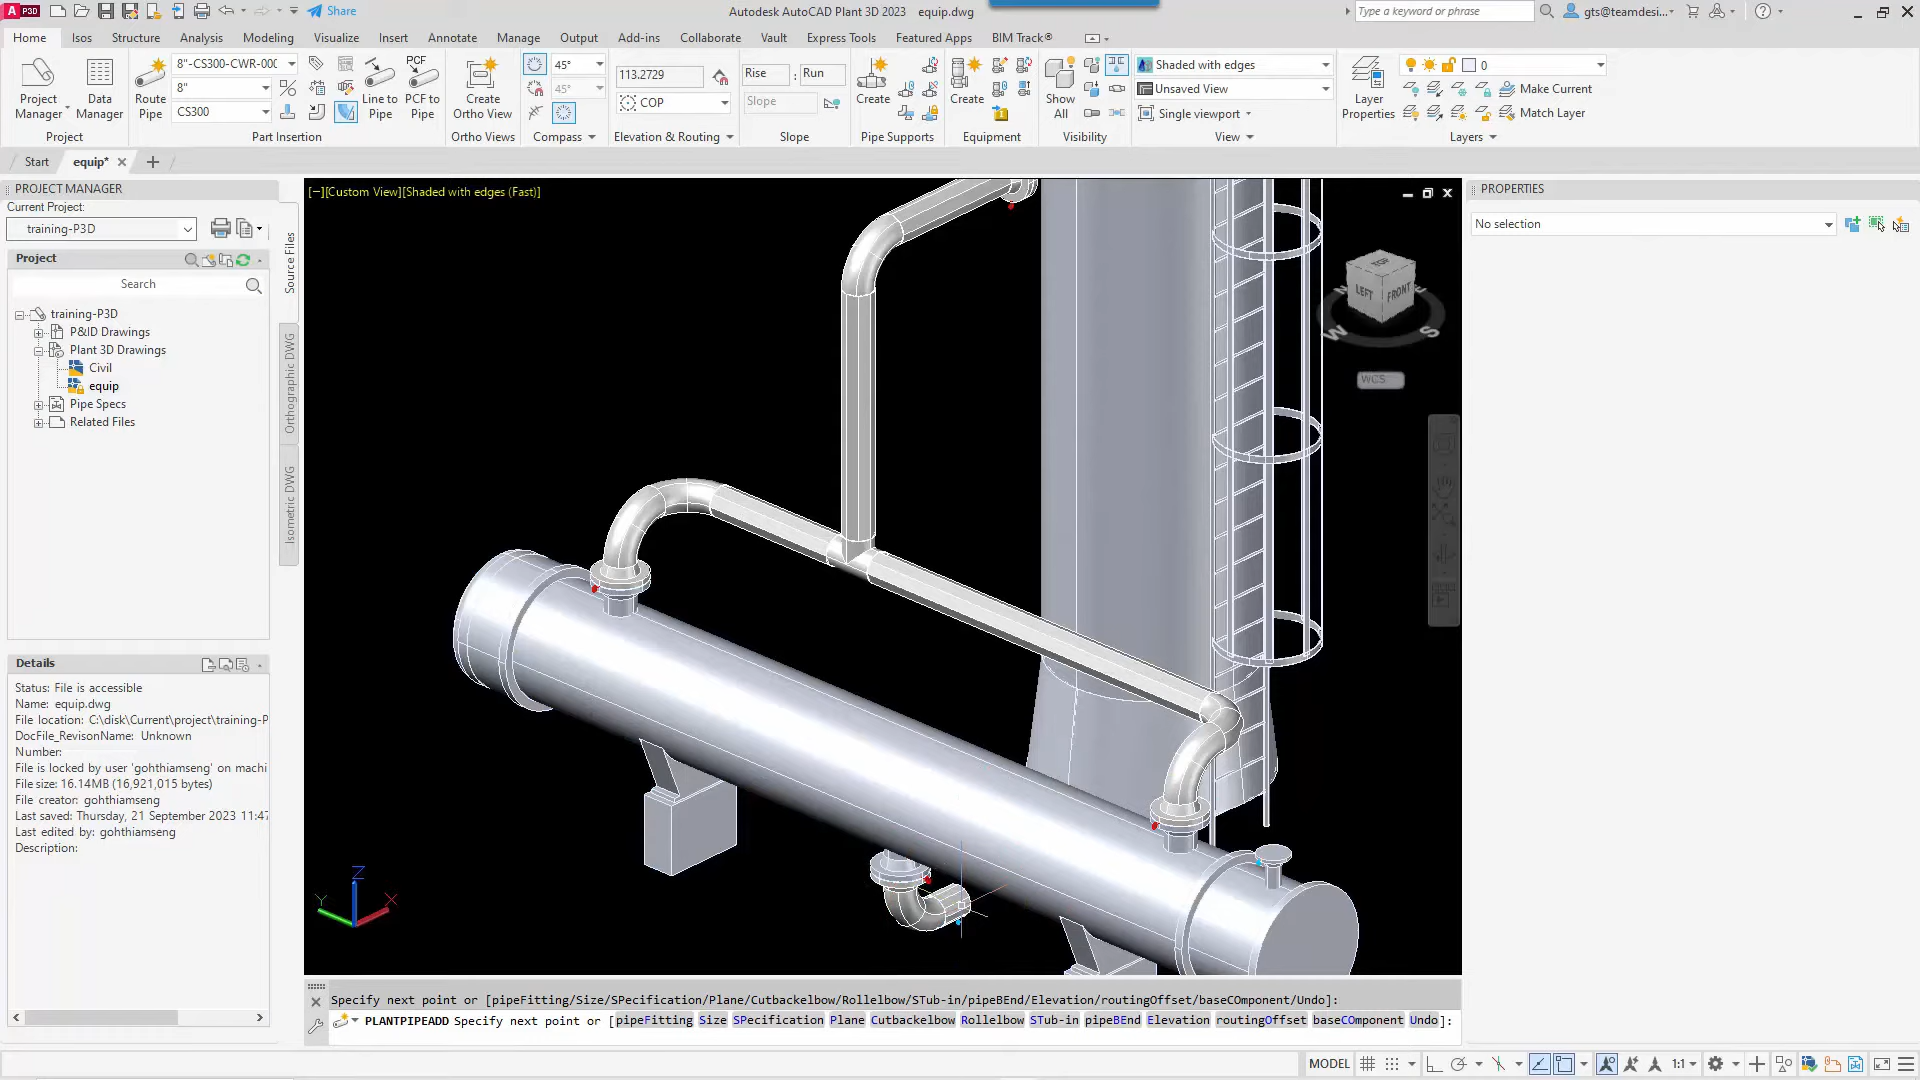 A P3D
Share
Autodesk AutoCAD Plant 3D 2023 equip.dwg
Type a keyword or phrase
gts@teamdesi...
Home Isos Structure Analysis Modeling Visualize Insert Annotate Manage Output Add-ins Collaborate Vault Express Tools Featured Apps BIM Track®
Project Manager
Data Manager
Route Pipe
8"-CS300-CWR-000
8"
CS300
Line to Pipe
PCF
PCF to Pipe
Create Ortho View
45°
45°
113.2729
COP
Rise : Run
Slope
Create
Create
Show All
Shaded with edges
Unsaved View
Single viewport
Layer Properties
0
Make Current
Match Layer
Project Part Insertion Ortho Views Compass Elevation & Routing Slope Pipe Supports Equipment Visibility View Layers
Start equip*
PROJECT MANAGER
Current Project:
training-P3D
Project
Search
training-P3D
P&ID Drawings
Plant 3D Drawings
Civil
equip
Pipe Specs
Related Files
Source Files
Orthographic DWG
Isometric DWG
Details
Status: File is accessible
Name: equip.dwg
File location: C:\disk\Current\project\training-P
DocFile_RevisonName: Unknown
Number:
File is locked by user 'gohthiamseng' on machi
File size: 16.14MB (16,921,015 bytes)
File creator: gohthiamseng
Last saved: Thursday, 21 September 2023 11:47
Last edited by: gohthiamseng
Description:
[−][Custom View][Shaded with edges (Fast)]
TOP
LEFT FRONT
N E
W S
WCS
Z
Y X
PROPERTIES
No selection
Specify next point or [pipeFitting/Size/SPecification/Plane/Cutbackelbow/Rollelbow/STub-in/pipeBEnd/Elevation/routingOffset/baseCOmponent/Undo]:
PLANTPIPEADD Specify next point or [pipeFitting Size SPecification Plane Cutbackelbow Rollelbow STub-in pipeBEnd Elevation routingOffset baseCOmponent Undo]:
MODEL
1:1